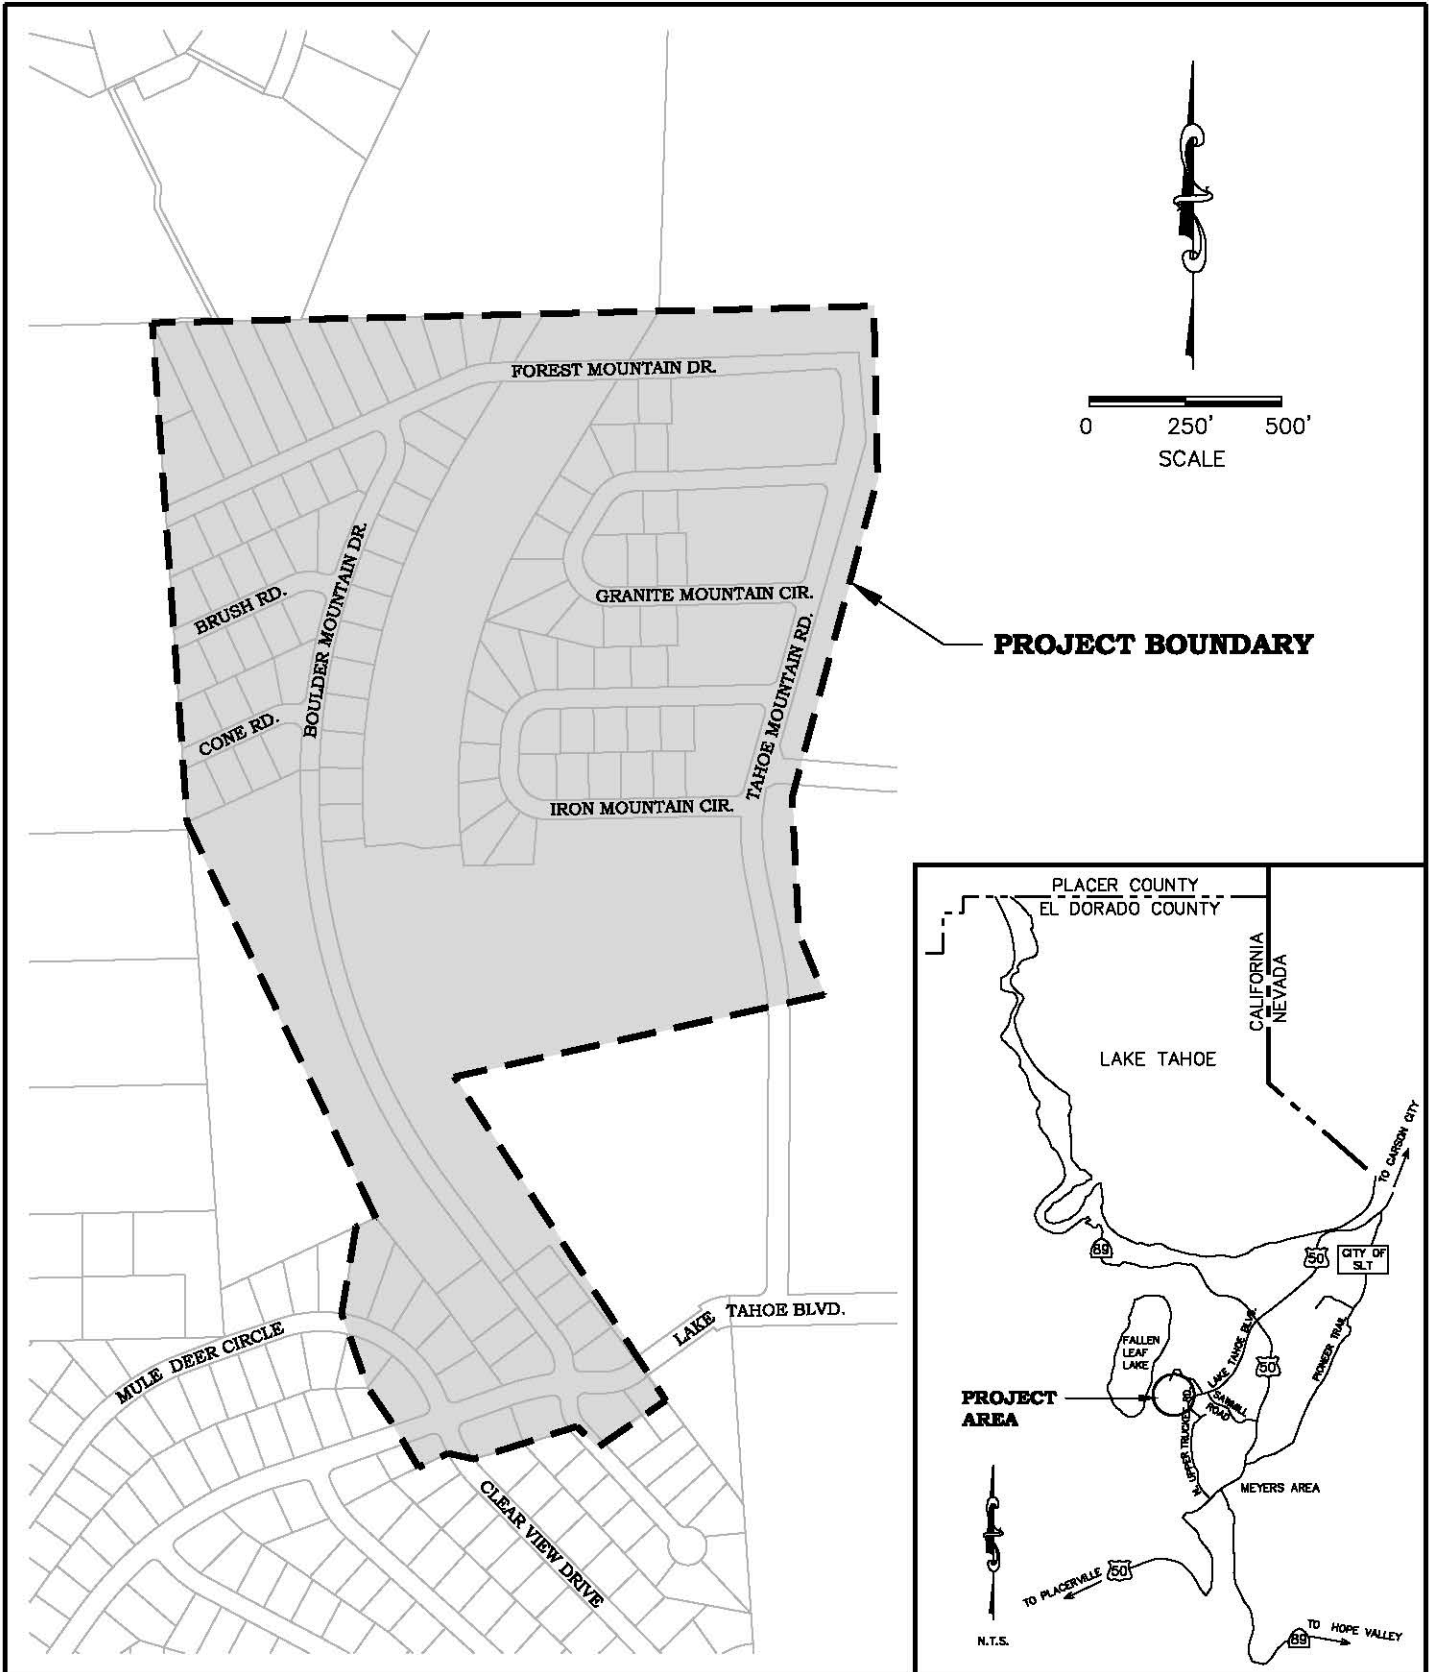 FOREST MOUNTAIN DR.
BRUSH RD.
BOULDER MOUNTAIN DR.
GRANITE MOUNTAIN CIR.
TAHOE MOUNTAIN RD.
CONE RD.
IRON MOUNTAIN CIR.
LAKE TAHOE BLVD.
MULE DEER CIRCLE
CLEAR VIEW DRIVE
0 250' 500'
SCALE
PROJECT BOUNDARY
PLACER COUNTY
EL DORADO COUNTY
CALIFORNIA
NEVADA
LAKE TAHOE
TO CARSON CITY
89
50
CITY OF
SLT
FALLEN
LEAF
LAKE
LAKE TAHOE BLVD.
50
PIONEER TRAIL
PROJECT
AREA
SAWMILL
ROAD
N. UPPER TRUCKEE RD.
MEYERS AREA
TO PLACERVILLE
50
N.T.S.
89
TO HOPE VALLEY